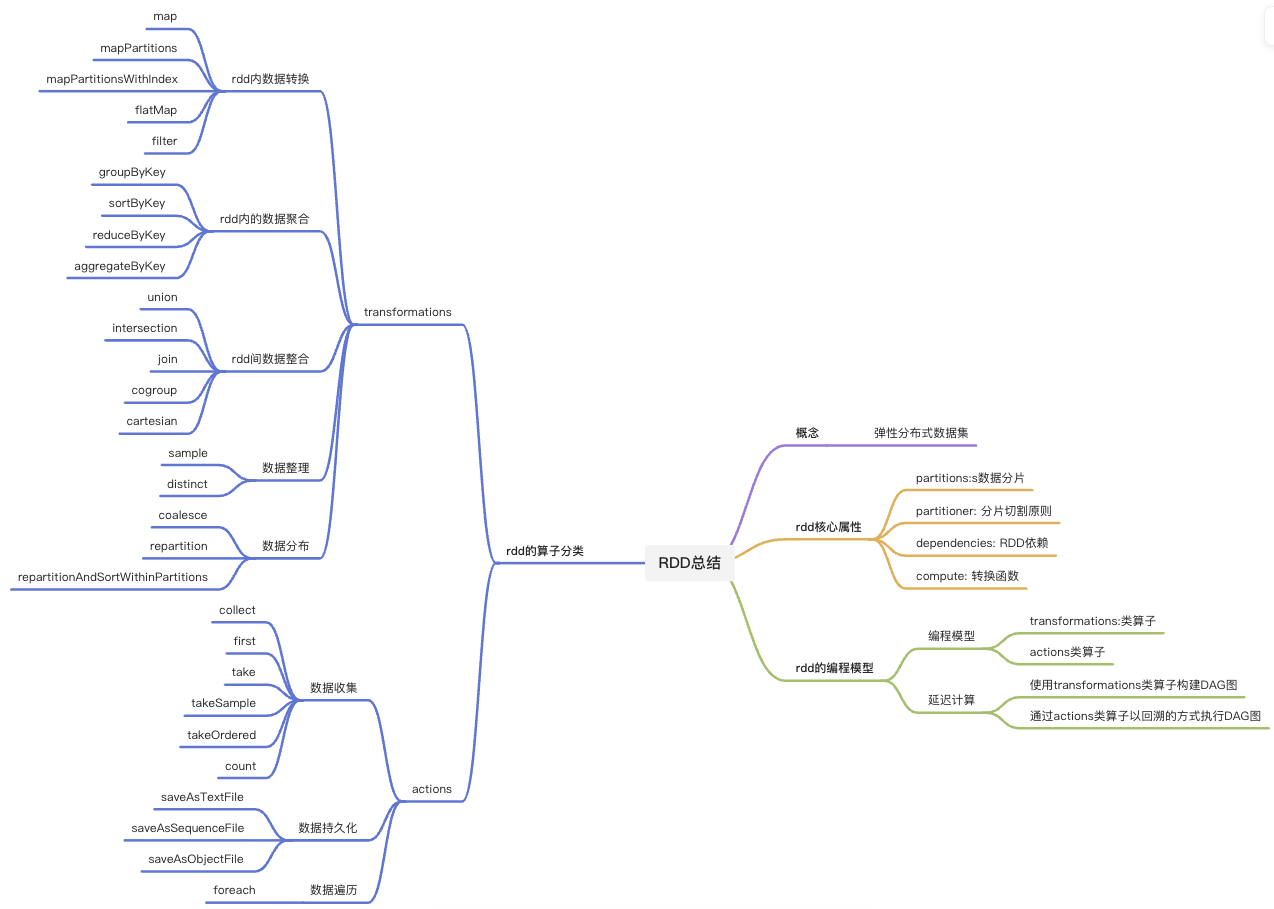 RDD总结
概念
弹性分布式数据集
rdd核心属性
partitions:s数据分片
partitioner: 分片切割原则
dependencies: RDD依赖
compute: 转换函数
rdd的编程模型
编程模型
transformations:类算子
actions类算子
延迟计算
使用transformations类算子构建DAG图
通过actions类算子以回溯的方式执行DAG图
rdd的算子分类
transformations
rdd内数据转换
map
mapPartitions
mapPartitionsWithIndex
flatMap
filter
rdd内的数据聚合
groupByKey
sortByKey
reduceByKey
aggregateByKey
rdd间数据整合
union
intersection
join
cogroup
cartesian
数据整理
sample
distinct
数据分布
coalesce
repartition
repartitionAndSortWithinPartitions
actions
数据收集
collect
first
take
takeSample
takeOrdered
count
数据持久化
saveAsTextFile
saveAsSequenceFile
saveAsObjectFile
数据遍历
foreach